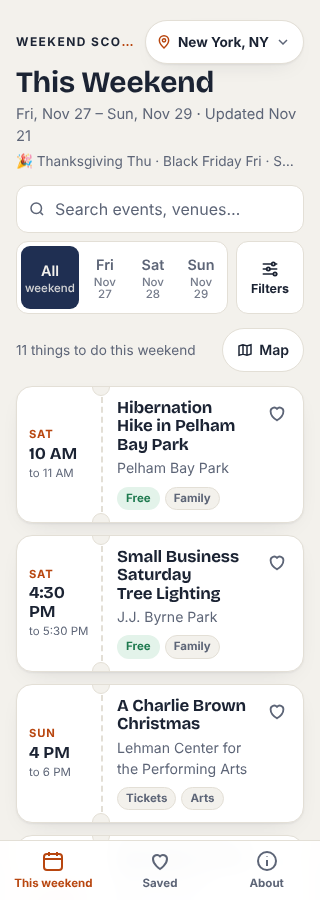 WEEKEND SCO...
New York, NY
This Weekend
Fri, Nov 27 – Sun, Nov 29 · Updated Nov
21
🎉 Thanksgiving Thu · Black Friday Fri · S...
Search events, venues...
All
weekend
Fri
Nov
27
Sat
Nov
28
Sun
Nov
29
Filters
11 things to do this weekend
Map
SAT
10 AM
to 11 AM
Hibernation
Hike in Pelham
Bay Park
Pelham Bay Park
Free
Family
SAT
4:30
PM
to 5:30 PM
Small Business
Saturday
Tree Lighting
J.J. Byrne Park
Free
Family
SUN
4 PM
to 6 PM
A Charlie Brown
Christmas
Lehman Center for
the Performing Arts
Tickets
Arts
This weekend
Saved
About